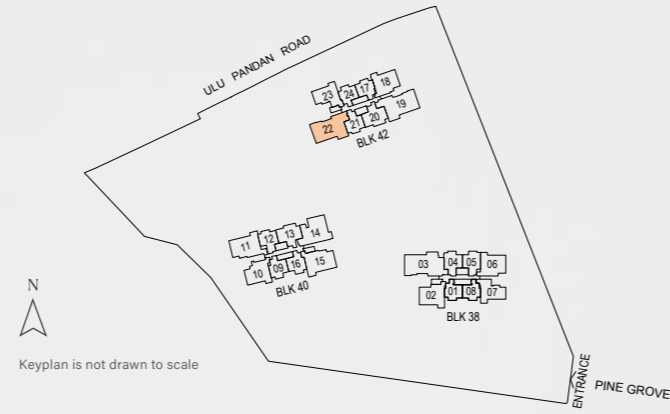 ULU PANDAN ROAD
23 24 17 18
22 21 20 19
BLK 42
11 12 13 14
10 09 16 15
BLK 40
03 04 05 06
02 01 08 07
BLK 38
N
Keyplan is not drawn to scale
ENTRANCE
PINE GROVE